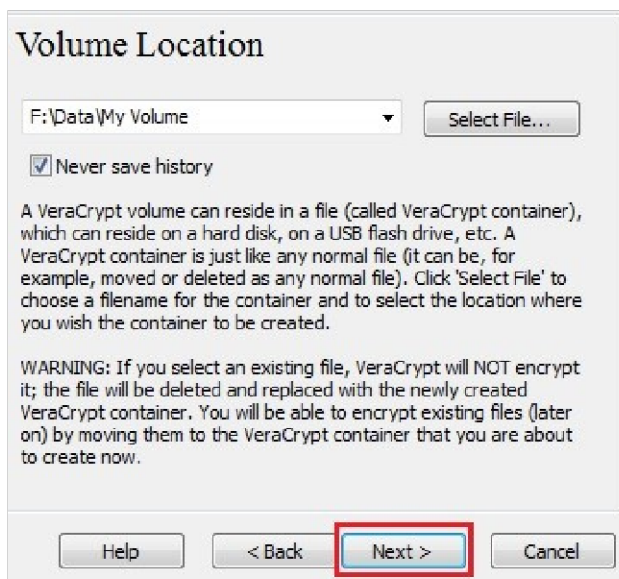 Volume Location
F:\Data\My Volume
Select File...
Never save history
A VeraCrypt volume can reside in a file (called VeraCrypt container),
which can reside on a hard disk, on a USB flash drive, etc. A
VeraCrypt container is just like any normal file (it can be, for
example, moved or deleted as any normal file). Click 'Select File' to
choose a filename for the container and to select the location where
you wish the container to be created.
WARNING: If you select an existing file, VeraCrypt will NOT encrypt
it; the file will be deleted and replaced with the newly created
VeraCrypt container. You will be able to encrypt existing files (later
on) by moving them to the VeraCrypt container that you are about
to create now.
Help
< Back
Next >
Cancel